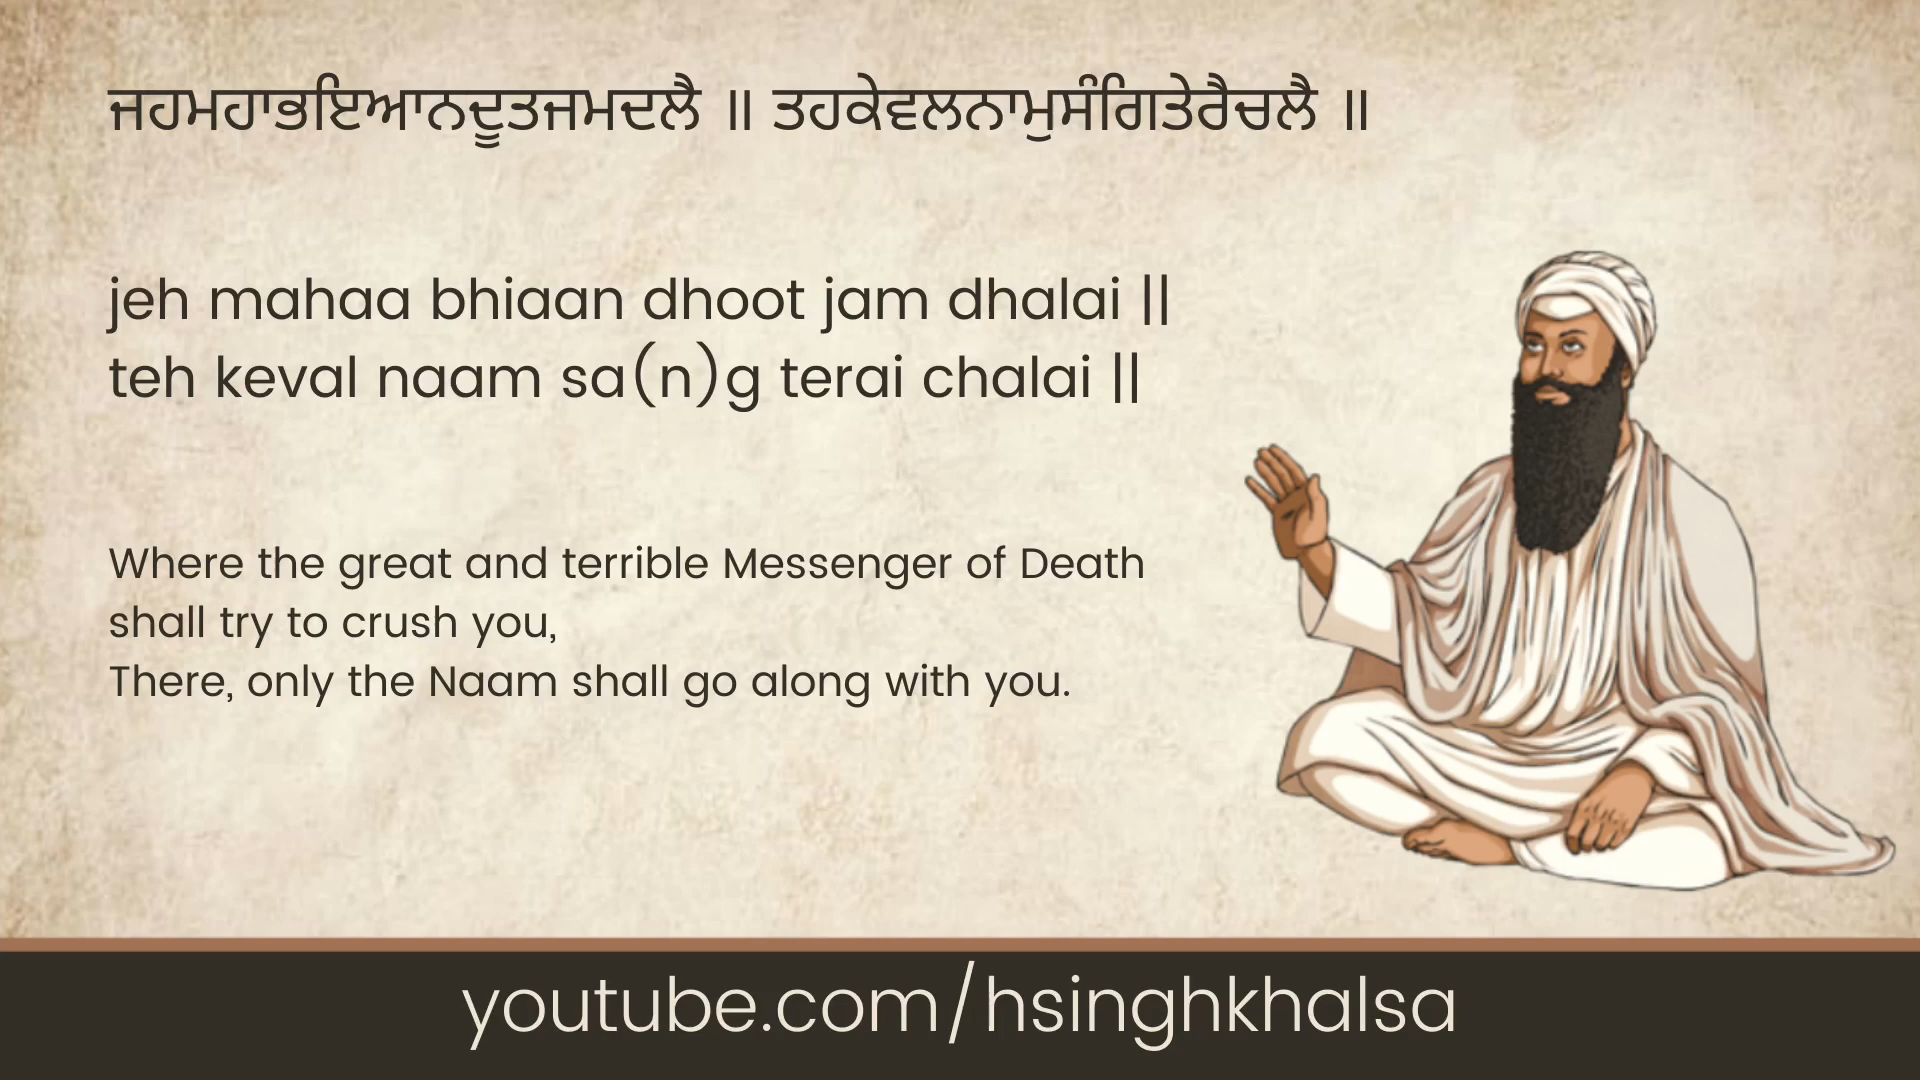 ਜਹਮਹਾਭਇਆਨਦੂਤਜਮਦਲੈ ॥ ਤਹਕੇਵਲਨਾਮੁਸੰਗਿਤੇਰੈਚਲੈ ॥
jeh mahaa bhiaan dhoot jam dhalai ||
teh keval naam sa(n)g terai chalai ||
Where the great and terrible Messenger of Death
shall try to crush you,
There, only the Naam shall go along with you.
youtube.com/hsinghkhalsa